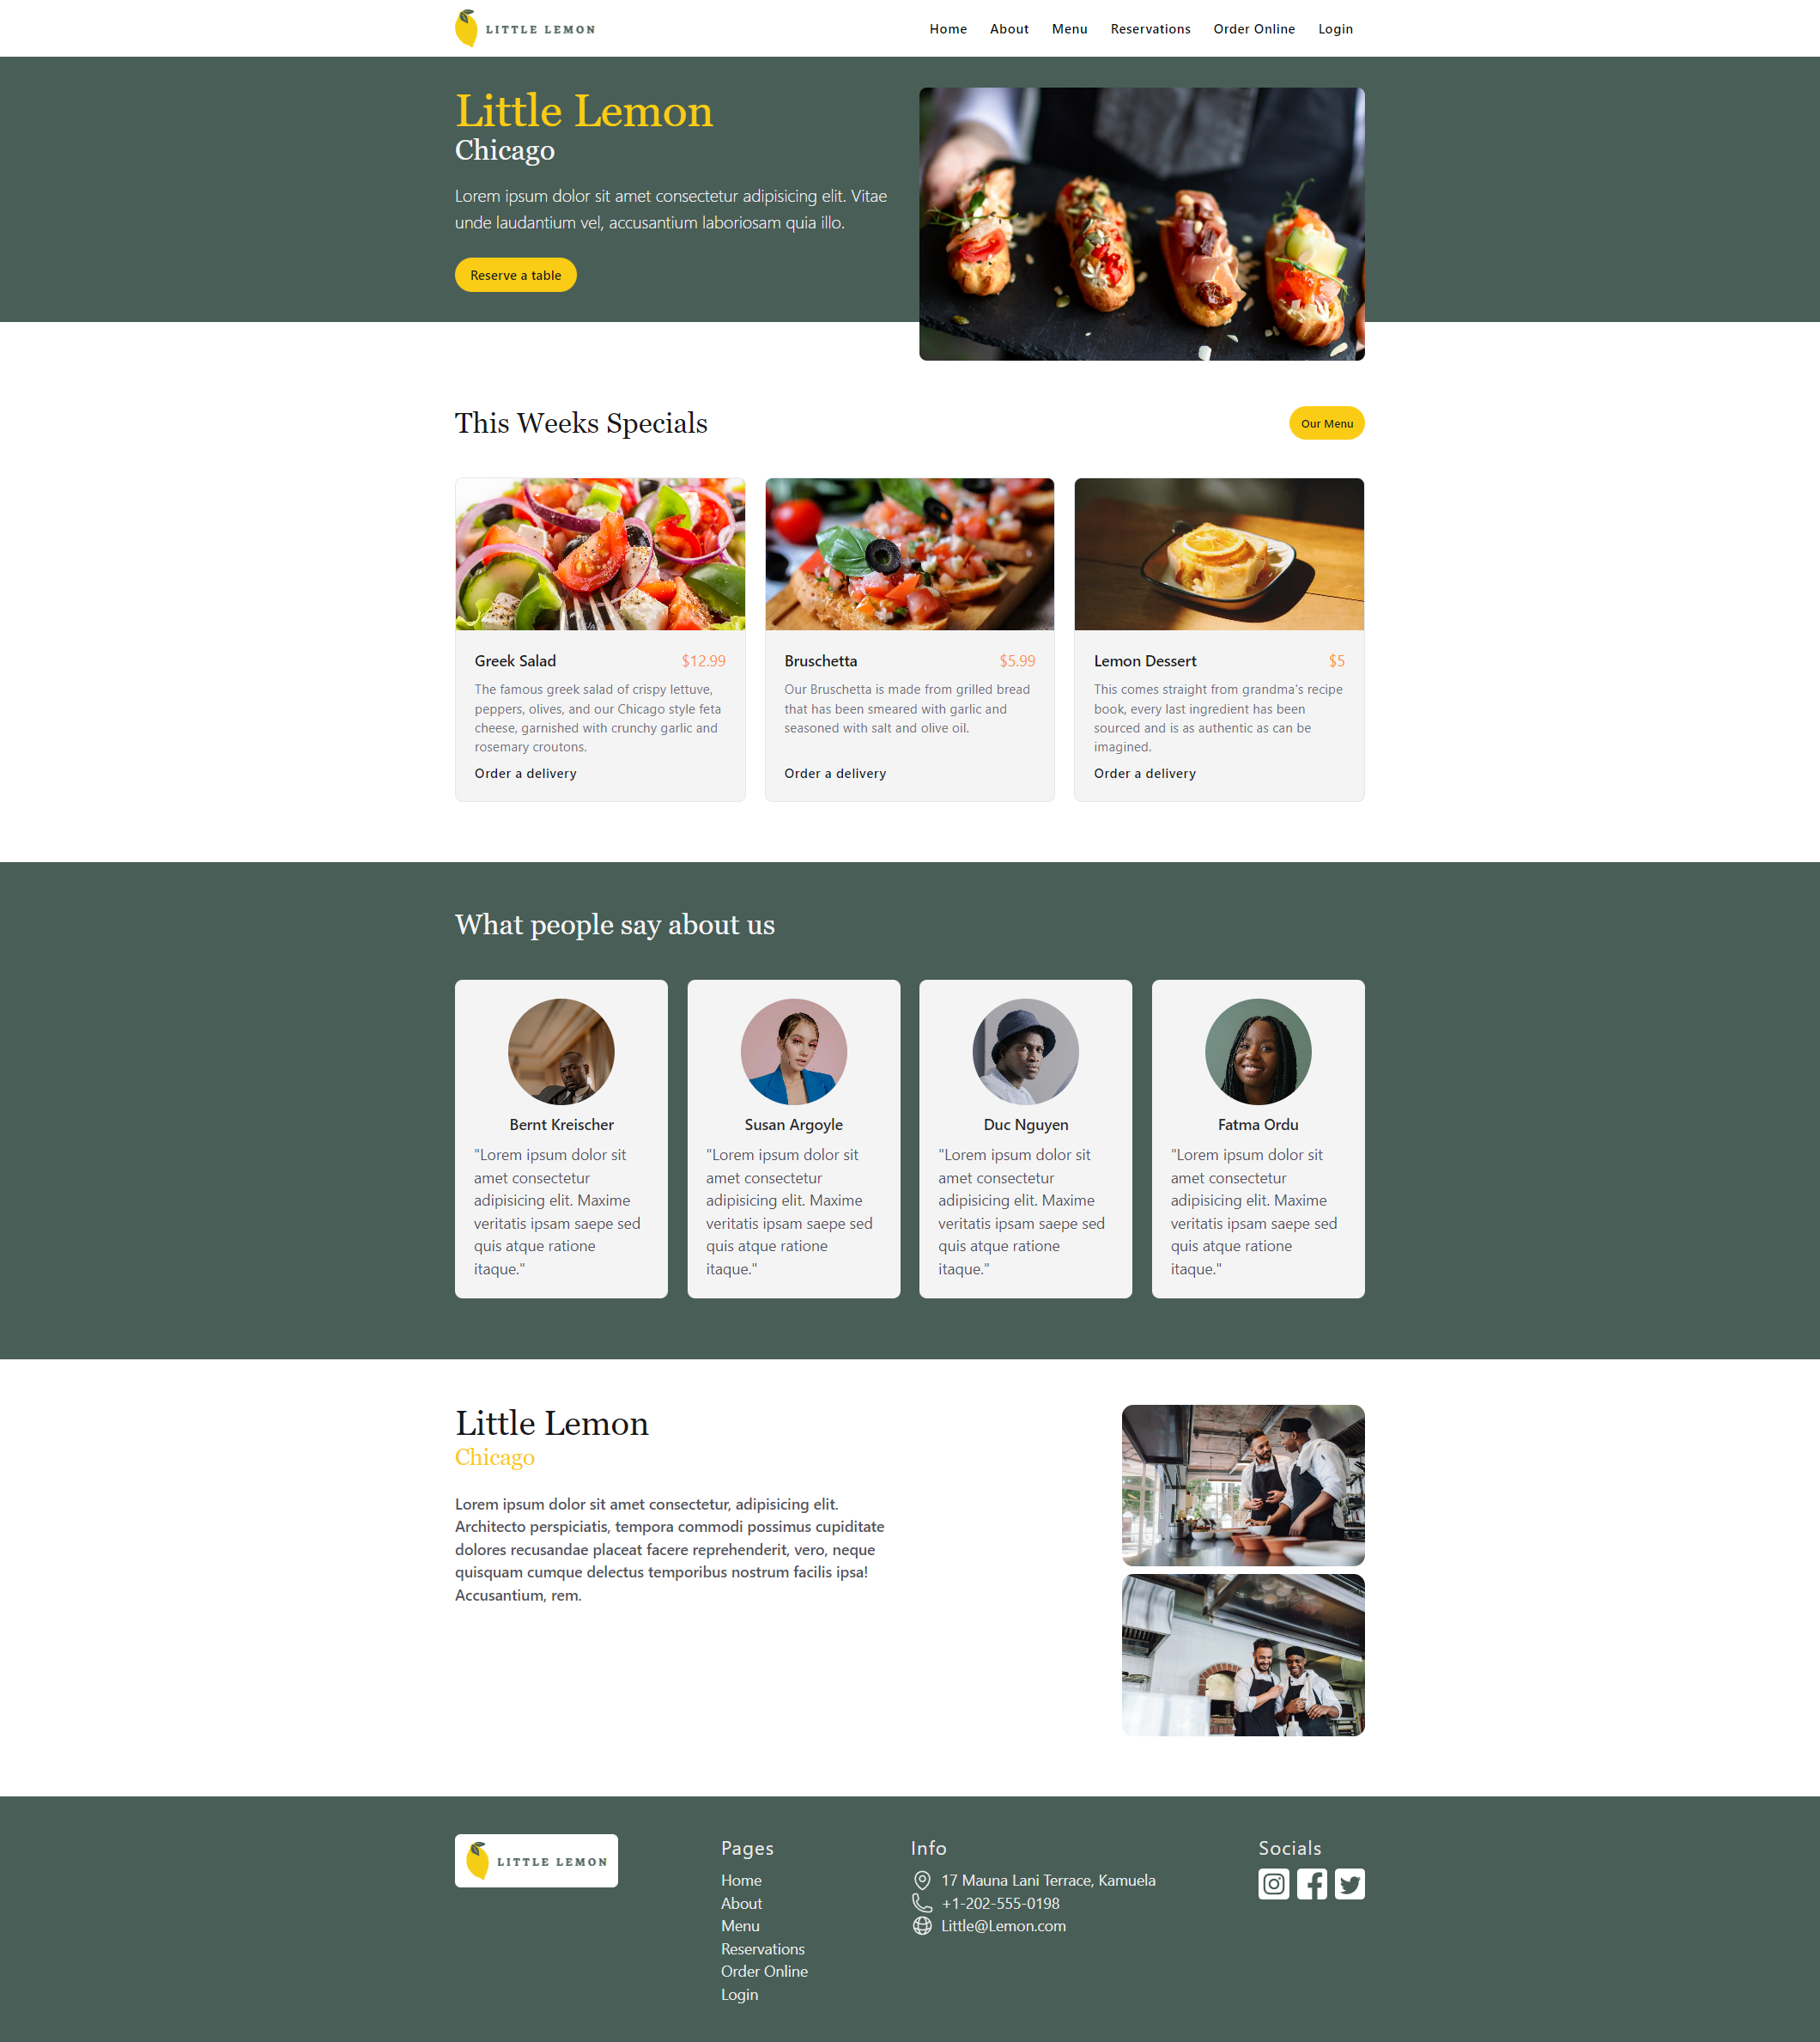 LITTLE LEMON
Home About Menu Reservations Order Online Login
Little Lemon
Chicago
Lorem ipsum dolor sit amet consectetur adipisicing elit. Vitae
unde laudantium vel, accusantium laboriosam quia illo.
Reserve a table
This Weeks Specials
Our Menu
Greek Salad $12.99
The famous greek salad of crispy lettuce,
peppers, olives, and our Chicago style feta
cheese, garnished with crunchy garlic and
rosemary croutons.
Order a delivery
Bruschetta $5.99
Our Bruschetta is made from grilled bread
that has been smeared with garlic and
seasoned with salt and olive oil.
Order a delivery
Lemon Dessert $5
This comes straight from grandma's recipe
book, every last ingredient has been
sourced and is as authentic as can be
imagined.
Order a delivery
What people say about us
Bernt Kreischer
"Lorem ipsum dolor sit
amet consectetur
adipisicing elit. Maxime
veritatis ipsam saepe sed
quis atque ratione
itaque."
Susan Argoyle
"Lorem ipsum dolor sit
amet consectetur
adipisicing elit. Maxime
veritatis ipsam saepe sed
quis atque ratione
itaque."
Duc Nguyen
"Lorem ipsum dolor sit
amet consectetur
adipisicing elit. Maxime
veritatis ipsam saepe sed
quis atque ratione
itaque."
Fatma Ordu
"Lorem ipsum dolor sit
amet consectetur
adipisicing elit. Maxime
veritatis ipsam saepe sed
quis atque ratione
itaque."
Little Lemon
Chicago
Lorem ipsum dolor sit amet consectetur, adipisicing elit.
Architecto perspiciatis, tempora commodi possimus cupiditate
dolores recusandae placeat facere reprehenderit, vero, neque
quisquam cumque delectus temporibus nostrum facilis ipsa!
Accusantium, rem.
LITTLE LEMON
Pages
Home
About
Menu
Reservations
Order Online
Login
Info
17 Mauna Lani Terrace, Kamuela
+1-202-555-0198
Little@Lemon.com
Socials